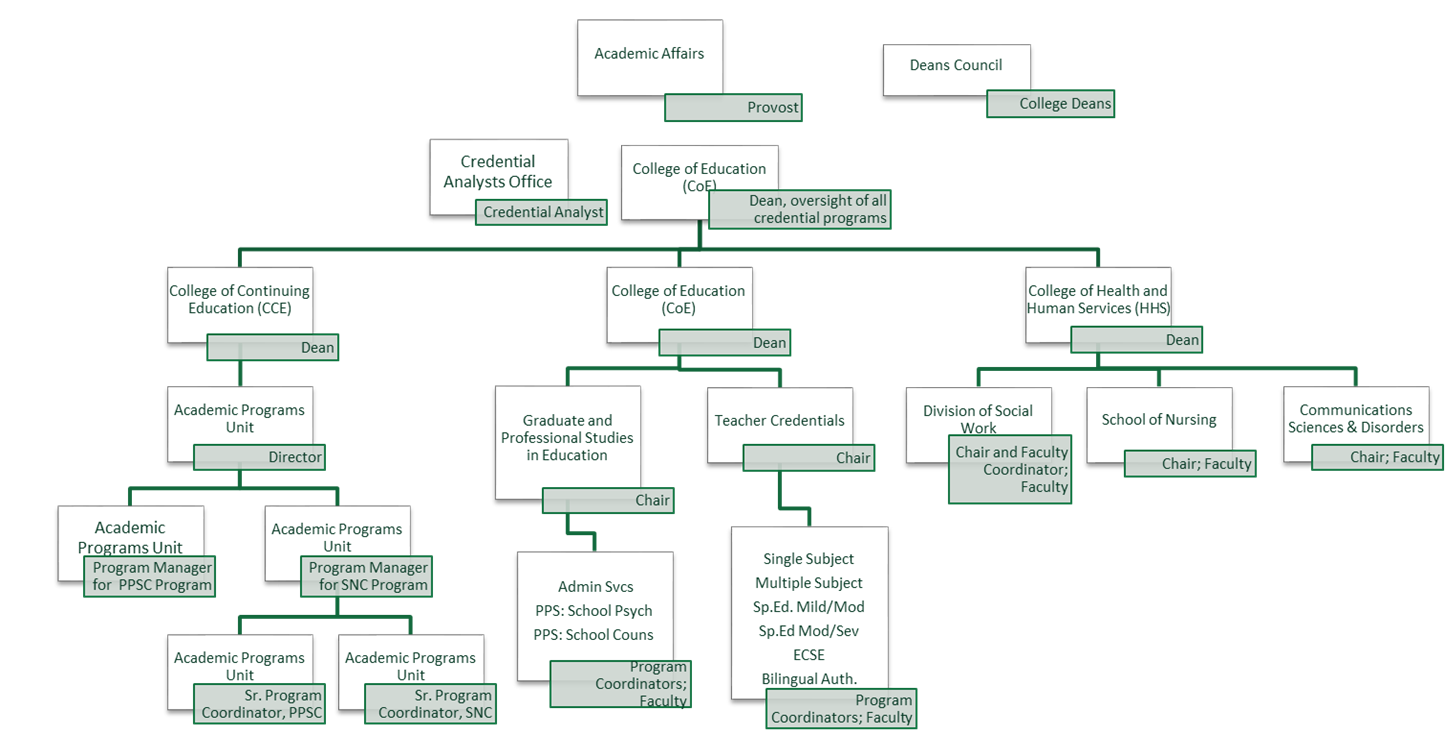 Academic Affairs
Provost
Deans Council
College Deans
Credential
Analysts Office
Credential Analyst
College of Education
(CoE)
Dean, oversight of all
credential programs
College of Continuing
Education (CCE)
Dean
College of Education
(CoE)
Dean
College of Health and
Human Services (HHS)
Dean
Academic Programs
Unit
Director
Graduate and
Professional Studies
in Education
Chair
Teacher Credentials
Chair
Division of Social
Work
Chair and Faculty
Coordinator;
Faculty
School of Nursing
Chair; Faculty
Communications
Sciences & Disorders
Chair; Faculty
Academic
Programs Unit
Program Manager
for PPSC Program
Academic Programs
Unit
Program Manager
for SNC Program
Admin Svcs
PPS: School Psych
PPS: School Couns
Program
Coordinators;
Faculty
Single Subject
Multiple Subject
Sp.Ed. Mild/Mod
Sp.Ed Mod/Sev
ECSE
Bilingual Auth.
Program
Coordinators; Faculty
Academic Programs
Unit
Sr. Program
Coordinator, PPSC
Academic Programs
Unit
Sr. Program
Coordinator, SNC